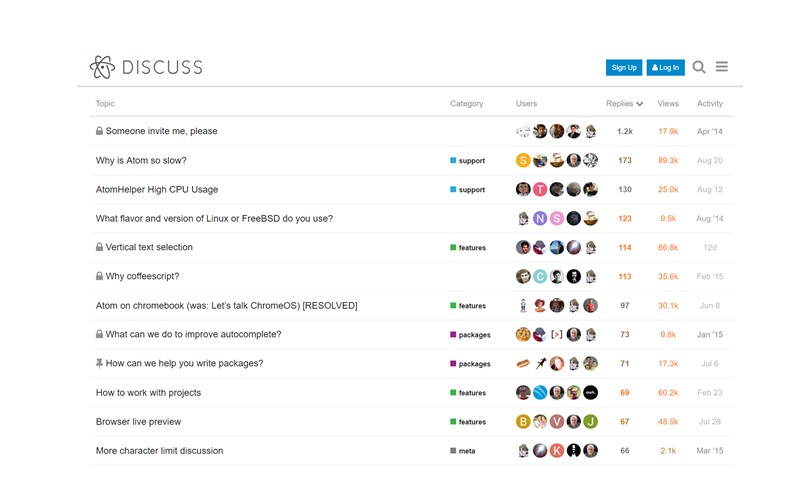 DISCUSS Sign Up Log In
Topic Category Users Replies Views Activity
Someone invite me, please 1.2k 17.9k Apr '14
Why is Atom so slow? support S 173 89.3k Aug 20
AtomHelper High CPU Usage support T 130 25.0k Aug 12
What flavor and version of Linux or FreeBSD do you use? N S 123 9.5k Aug '14
Vertical text selection features 114 66.8k 12d
Why coffeescript? C 113 35.6k Feb '15
Atom on chromebook (was: Let's talk ChromeOS) [RESOLVED] features 97 30.1k Jun 8
What can we do to improve autocomplete? packages 73 9.8k Jan '15
How can we help you write packages? packages 71 17.3k Jul 6
How to work with projects features meh. 69 60.2k Feb 23
Browser live preview features B V J 67 48.5k Jul 28
More character limit discussion meta K 66 2.1k Mar '15